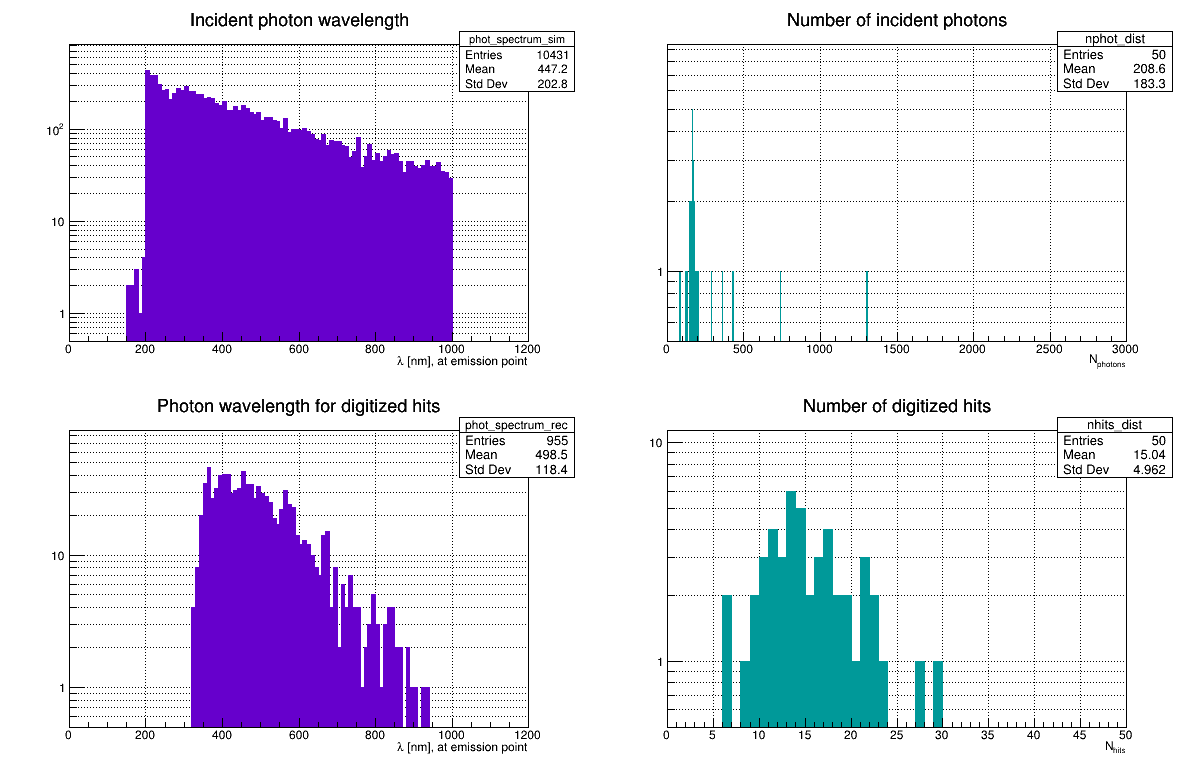 Incident photon wavelength
phot_spectrum_sim
Entries 10431
Mean 447.2
Std Dev 202.8
10²
10
1
0 200 400 600 800 1000 1200
λ [nm], at emission point
Number of incident photons
nphot_dist
Entries 50
Mean 208.6
Std Dev 183.3
1
0 500 1000 1500 2000 2500 3000
Nphotons
Photon wavelength for digitized hits
phot_spectrum_rec
Entries 955
Mean 498.5
Std Dev 118.4
10
1
0 200 400 600 800 1000 1200
λ [nm], at emission point
Number of digitized hits
nhits_dist
Entries 50
Mean 15.04
Std Dev 4.962
10
1
0 5 10 15 20 25 30 35 40 45 50
Nhits